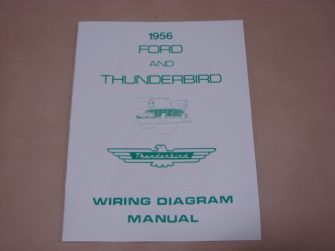 1956
FORD
AND
THUNDERBIRD
Thunderbird
WIRING DIAGRAM
MANUAL